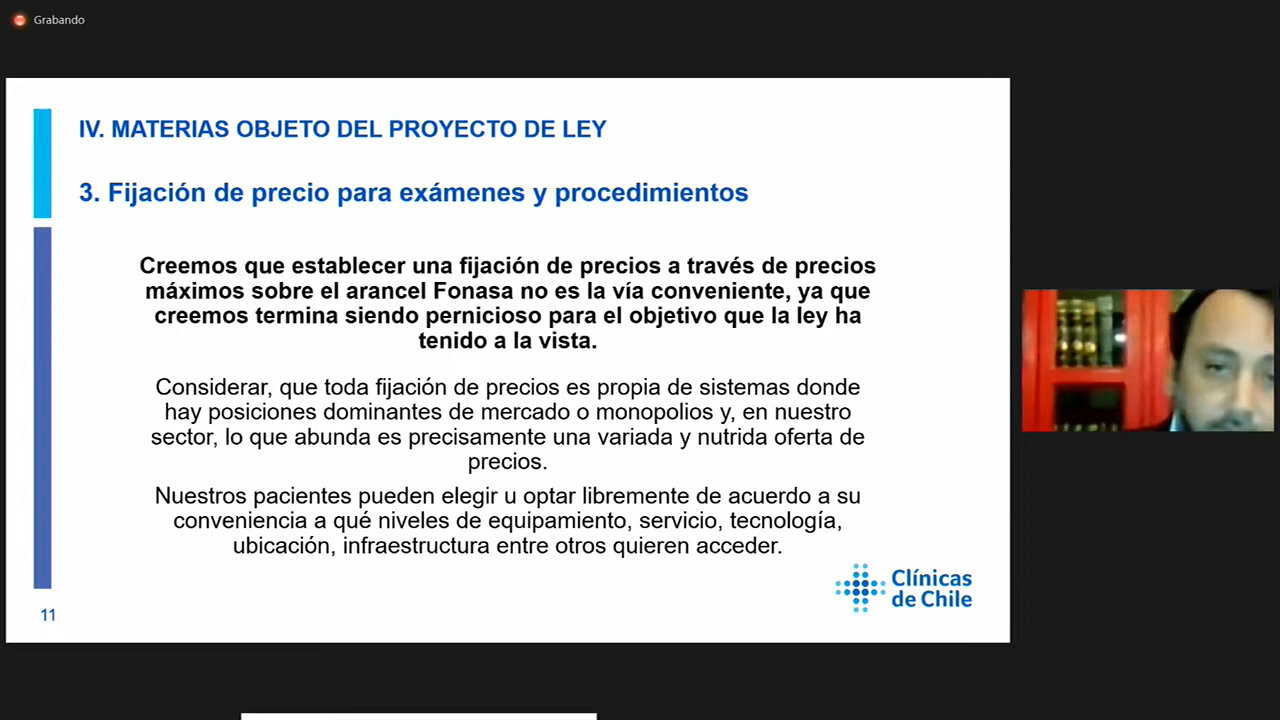 Grabando
IV. MATERIAS OBJETO DEL PROYECTO DE LEY
3. Fijación de precio para exámenes y procedimientos
Creemos que establecer una fijación de precios a través de precios
máximos sobre el arancel Fonasa no es la vía conveniente, ya que
creemos termina siendo pernicioso para el objetivo que la ley ha
tenido a la vista.
Considerar, que toda fijación de precios es propia de sistemas donde
hay posiciones dominantes de mercado o monopolios y, en nuestro
sector, lo que abunda es precisamente una variada y nutrida oferta de
precios.
Nuestros pacientes pueden elegir u optar libremente de acuerdo a su
conveniencia a qué niveles de equipamiento, servicio, tecnología,
ubicación, infraestructura entre otros quieren acceder.
Clínicas
de Chile
11